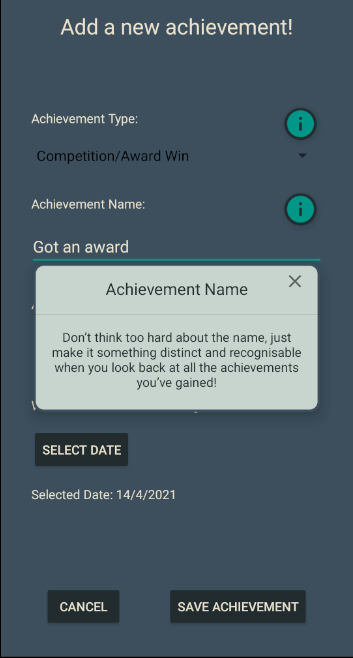 Add a new achievement!
Achievement Type:
Competition/Award Win
Achievement Name:
Got an award
Achievement Name
Don't think too hard about the name, just
make it something distinct and recognisable
when you look back at all the achievements
you've gained!
SELECT DATE
Selected Date: 14/4/2021
CANCEL
SAVE ACHIEVEMENT